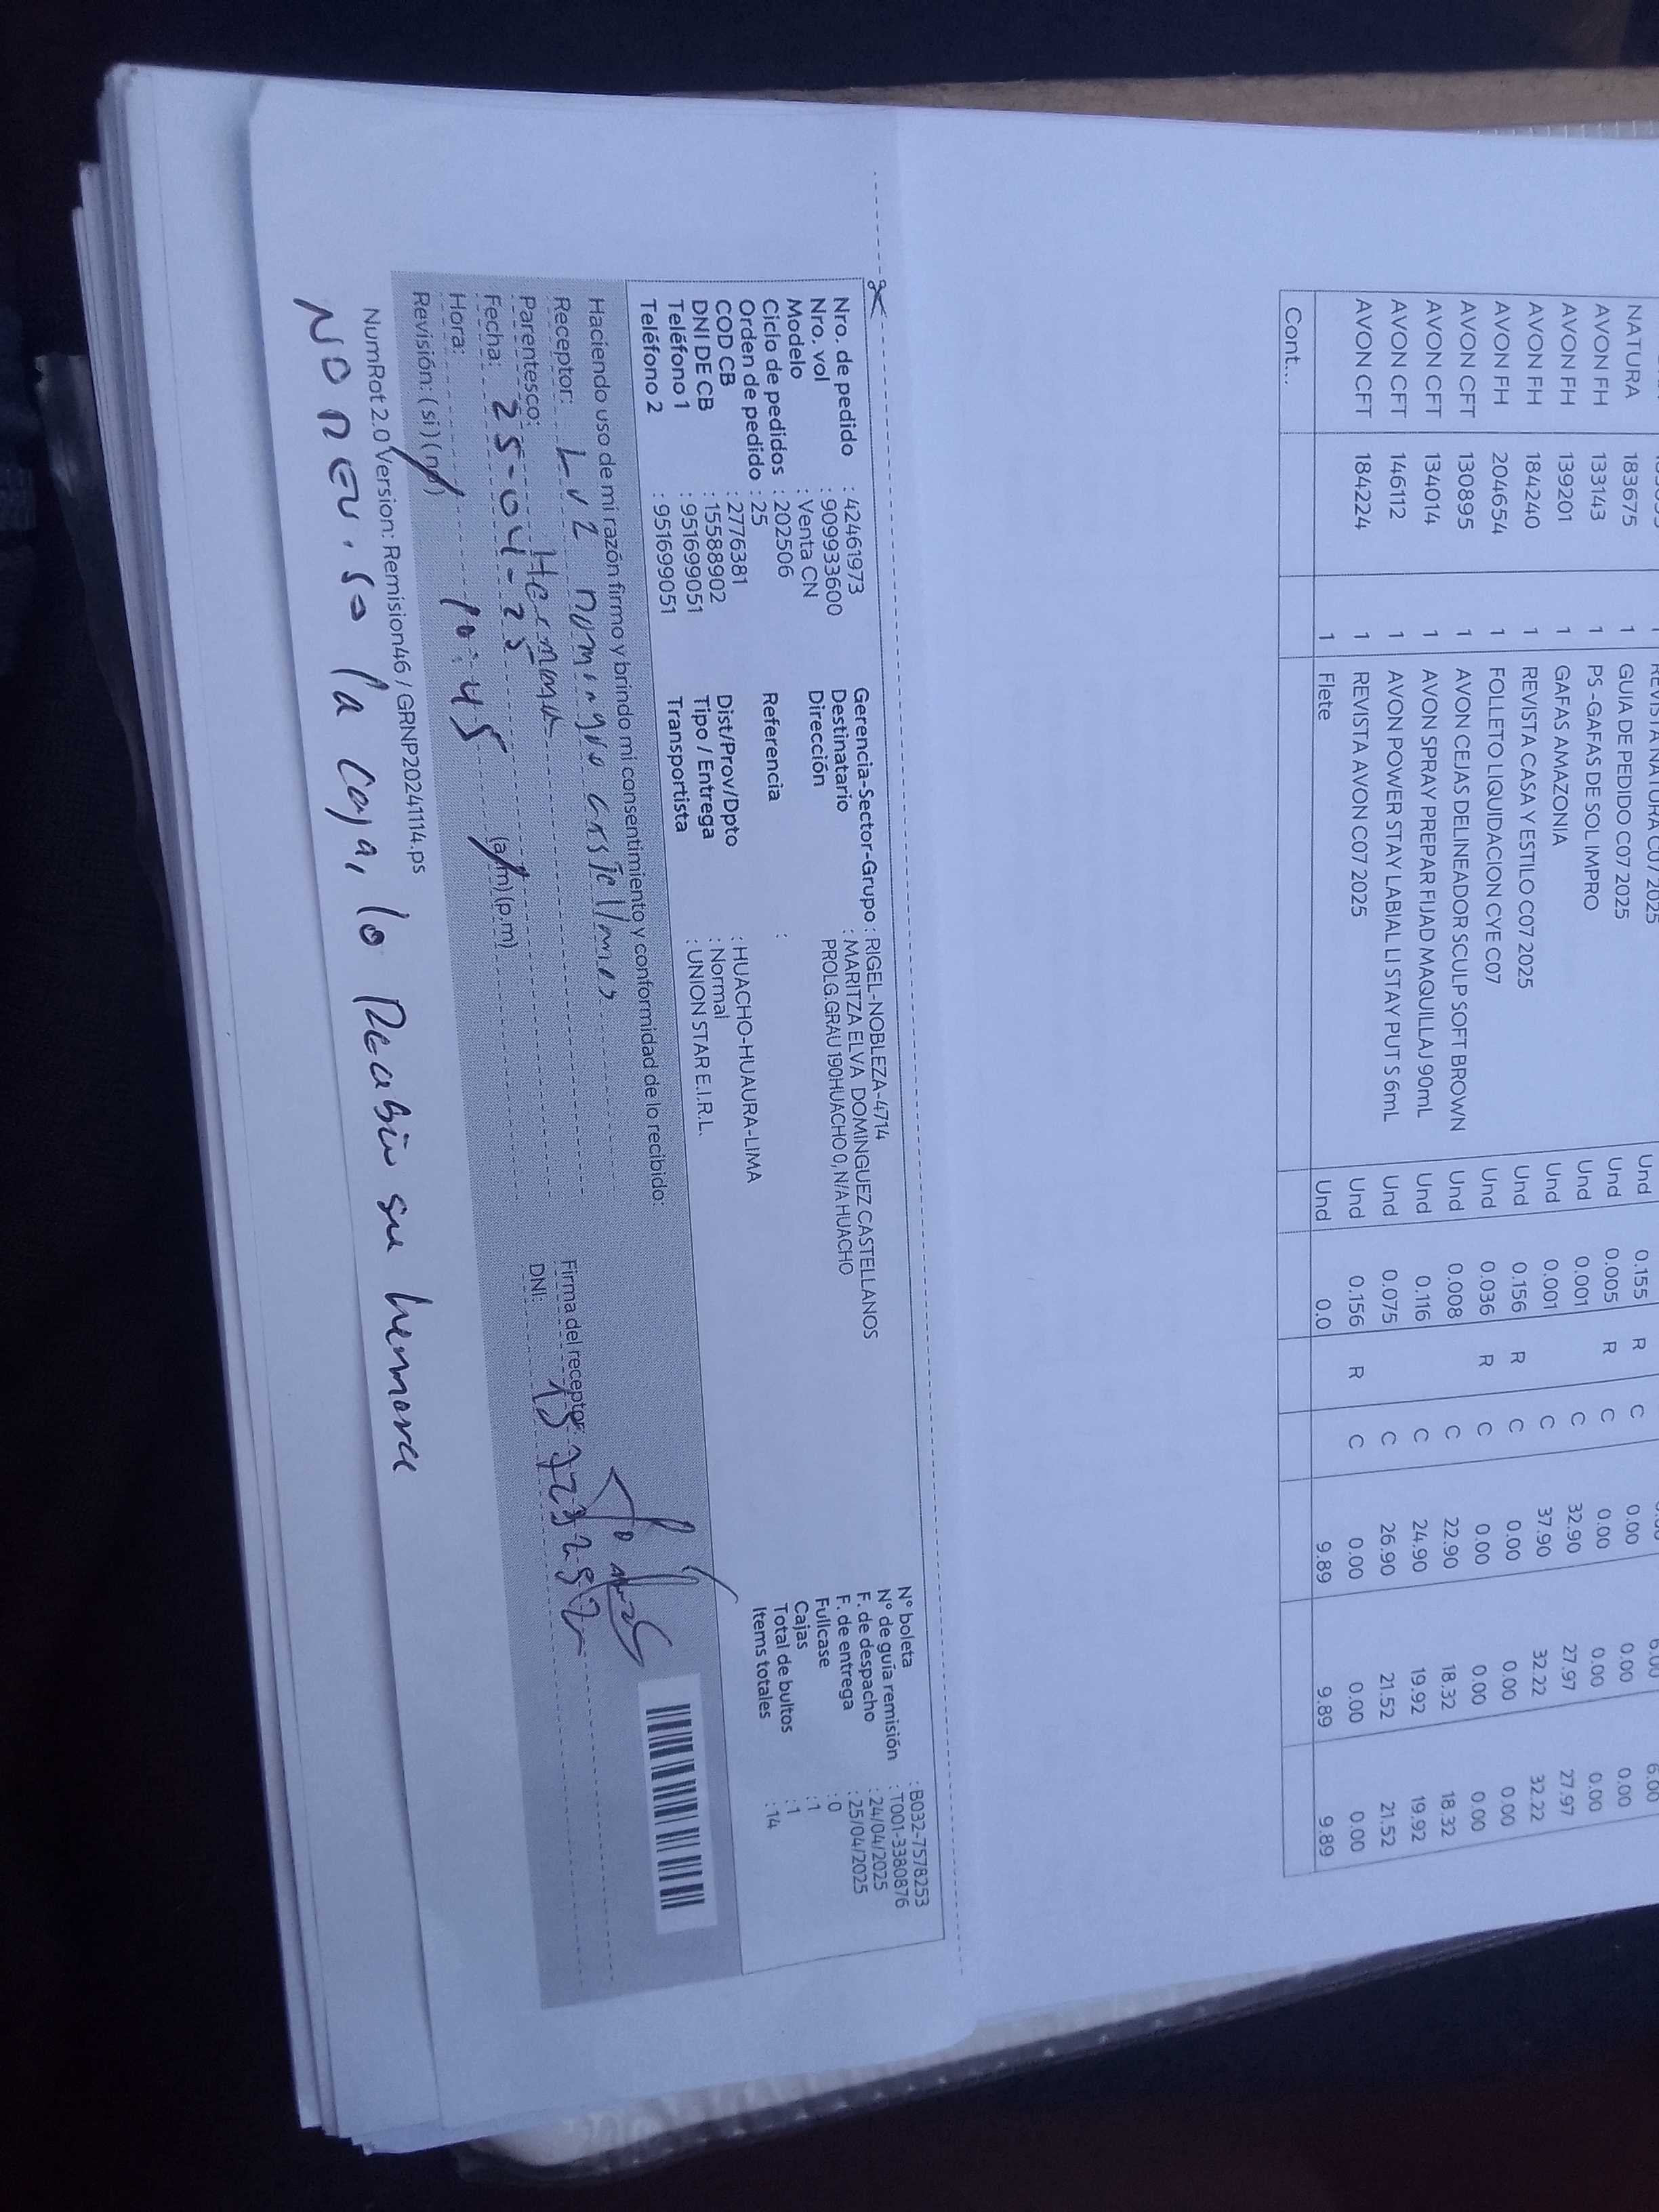 NATURA 183675 1 GUIA DE PEDIDO C07 2025 Und 0.155 R C 0.00 0.00 0.00
AVON FH 133143 1 PS-GAFAS DE SOL IMPRO Und 0.005 R C 0.00 0.00 0.00
AVON FH 139201 1 GAFAS AMAZONIA Und 0.001 C 32.90 27.97 27.97
AVON FH 184240 1 REVISTA CASA Y ESTILO C07 2025 Und 0.001 C 37.90 32.22 32.22
AVON FH 204654 1 FOLLETO LIQUIDACION CYE C07 Und 0.156 R C 0.00 0.00 0.00
AVON CFT 130895 1 AVON CEJAS DELINEADOR SCULP SOFT BROWN Und 0.036 R C 0.00 0.00 0.00
AVON CFT 134014 1 AVON SPRAY PREPARAR FIJAD MAQUILLAJ 90mL Und 0.008 C 22.90 18.32 18.32
AVON CFT 146112 1 AVON POWER STAY LABIAL LI STAY PUT S 6mL Und 0.116 C 24.90 19.92 19.92
AVON CFT 184224 1 REVISTA AVON C07 2025 Und 0.075 C 26.90 21.52 21.52
Und 0.156 R C 0.00 0.00 0.00
1 Flete Und 0.0 9.89 9.89 9.89
Cont...
Nro. de pedido : 42461973 Gerencia-Sector-Grupo : RIGEL-NOBLEZA-4714 N° boleta : B032-7578253
Nro. vol : 9099933600 Destinatario : MARITZA ELVA DOMINGUEZ CASTELLANOS N° de guía remisión : T001-3380876
Modelo : Venta CN Dirección PROLG.GRAU 190HUACHO 0, N/A HUACHO F. de despacho : 24/04/2025
Ciclo de pedidos : 202506 Referencia : F. de entrega : 25/04/2025
Orden de pedido : 25 Fullcase : 0
COD CB : 2776381 Dist/Prov/Dpto : HUACHO-HUAURA-LIMA Cajas : 1
DNI DE CB : 15588902 Tipo / Entrega : Normal Total de bultos : 1
Teléfono 1 : 951699051 Transportista : UNION STAR E.I.R.L. Items totales : 14
Teléfono 2 : 951699051
Haciendo uso de mi razón firmo y brindo mi consentimiento y conformidad de lo recibido:
Receptor: Luz Firma del receptor:
Parentesco: Hermana DNI:
Fecha: 25-04-25
Hora: 10:45 (a.m) (p.m)
Revisión: (si) (no)
NumRot 2.0 Version: Remision46 / GRNP20241114.ps
la caja, lo Recibio su hermana